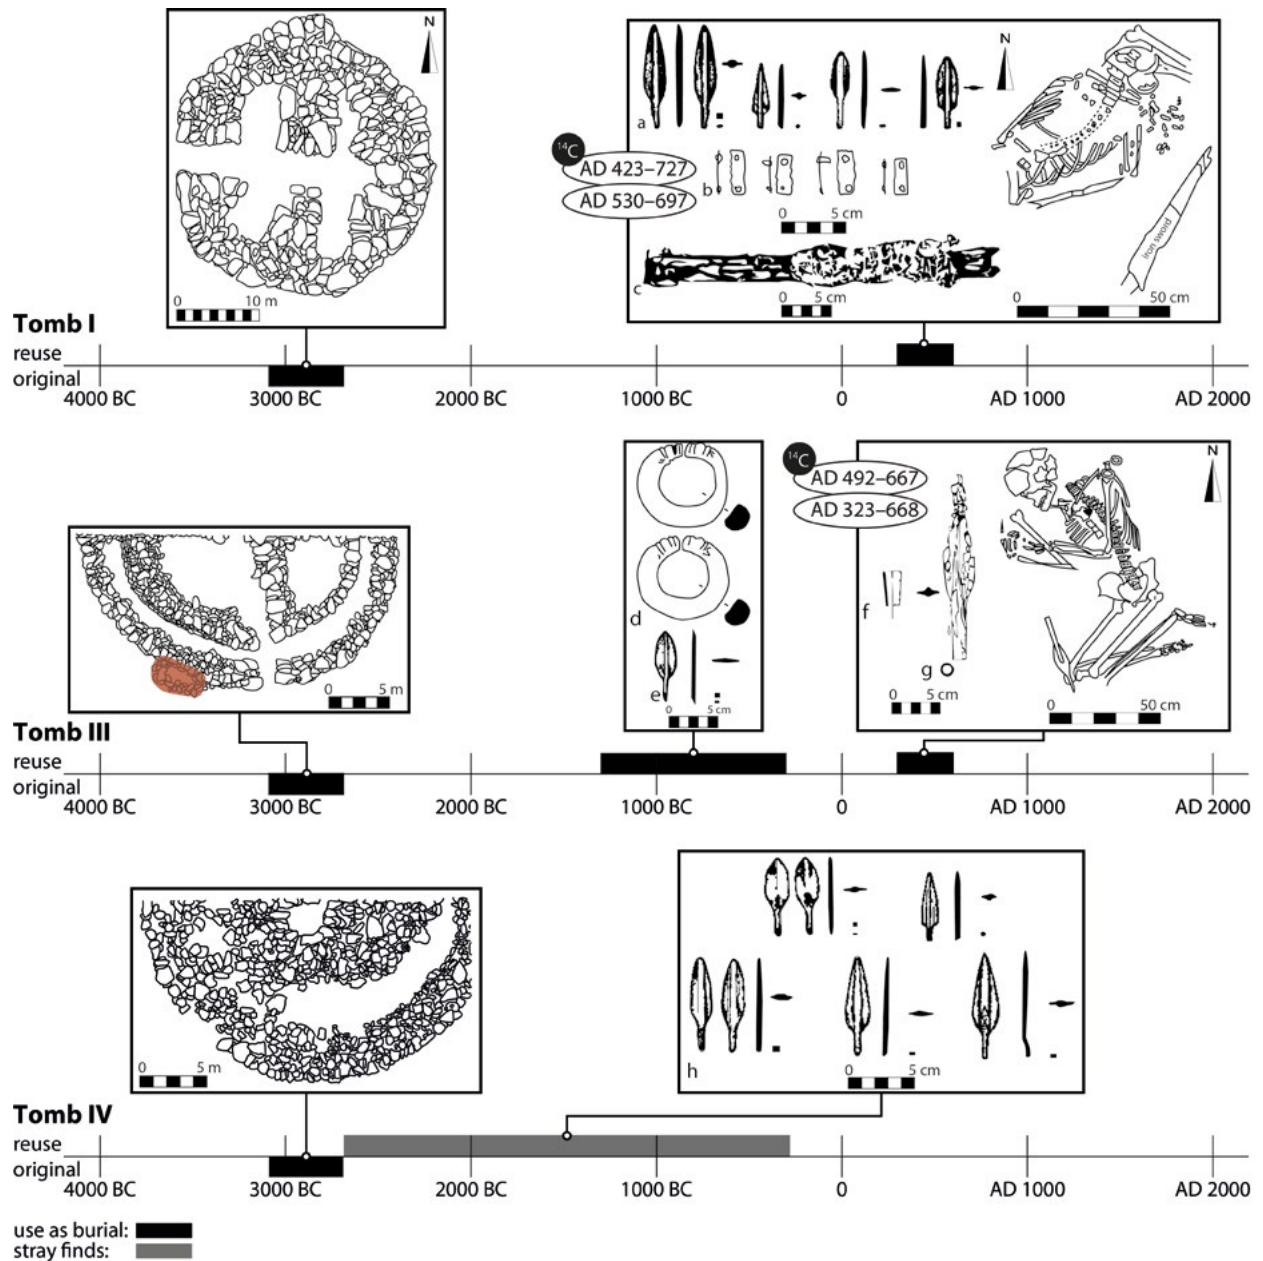 N
0 10 m
a
N
14C
AD 423–727
AD 530–697
b
0 5 cm
c
0 5 cm
iron sword
0 50 cm
Tomb I
reuse
original
4000 BC 3000 BC 2000 BC 1000 BC 0 AD 1000 AD 2000
d
e
0 5 cm
14C
AD 492–667
AD 323–668
N
f
g
0 5 cm
0 50 cm
0 5 m
Tomb III
reuse
original
4000 BC 3000 BC 2000 BC 1000 BC 0 AD 1000 AD 2000
0 5 m
h
0 5 cm
Tomb IV
reuse
original
4000 BC 3000 BC 2000 BC 1000 BC 0 AD 1000 AD 2000
use as burial:
stray finds: